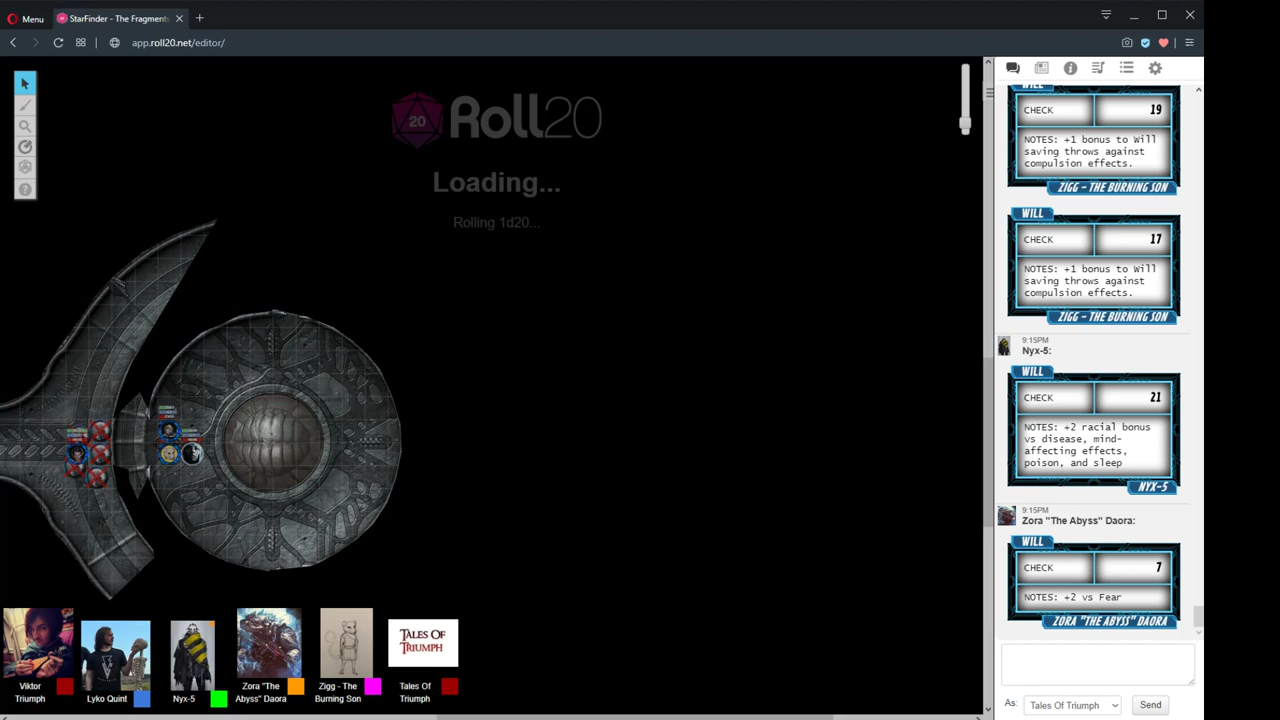 Menu
StarFinder - The Fragments
app.roll20.net/editor/
20
Roll20
Loading...
Rolling 1d20...
WILL
CHECK
19
NOTES: +1 bonus to Will
saving throws against
compulsion effects.
ZIGG - THE BURNING SON
WILL
CHECK
17
NOTES: +1 bonus to Will
saving throws against
compulsion effects.
ZIGG - THE BURNING SON
9:15PM
Nyx-5:
WILL
CHECK
21
NOTES: +2 racial bonus
vs disease, mind-
affecting effects,
poison, and sleep
NYX-5
9:15PM
Zora "The Abyss" Daora:
WILL
CHECK
7
NOTES: +2 vs Fear
ZORA "THE ABYSS" DAORA
TALES OF
TRIUMPH
Viktor
Triumph
Lyko Quint
Nyx-5
Zora "The
Abyss" Daora
Zigg - The
Burning Son
Tales Of
Triumph
As:
Tales Of Triumph
Send